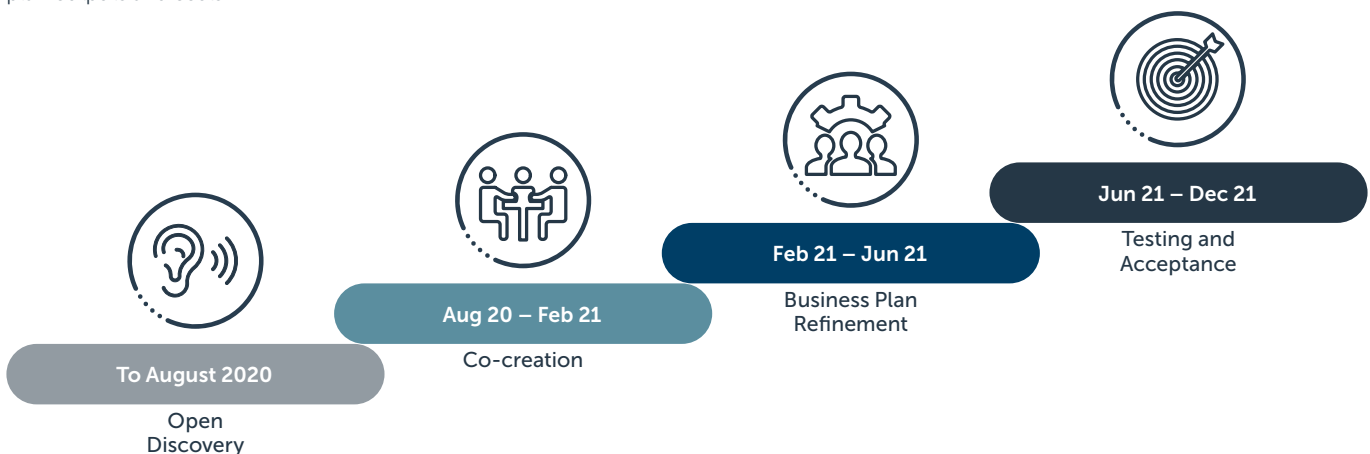 To August 2020
Open
Discovery
Aug 20 – Feb 21
Co-creation
Feb 21 – Jun 21
Business Plan
Refinement
Jun 21 – Dec 21
Testing and
Acceptance